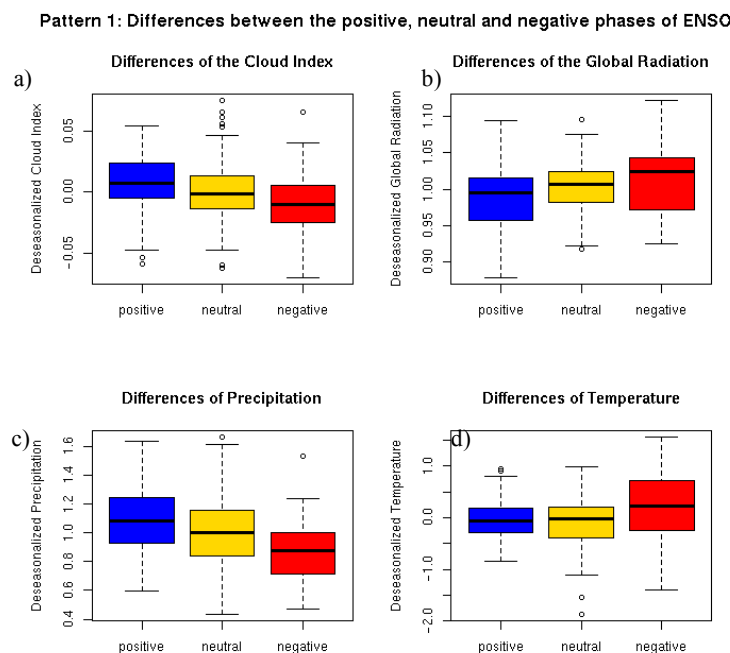 Pattern 1: Differences between the positive, neutral and negative phases of ENSO
a)
Differences of the Cloud Index
Deseasonalized Cloud Index
0.05
0.00
-0.05
positive neutral negative
b)
Differences of the Global Radiation
Deseasonalized Global Radiation
1.10
1.05
1.00
0.95
0.90
positive neutral negative
c)
Differences of Precipitation
Deseasonalized Precipitation
1.6
1.4
1.2
1.0
0.8
0.6
0.4
positive neutral negative
d)
Differences of Temperature
Deseasonalized Temperature
1.0
0.0
-1.0
-2.0
positive neutral negative